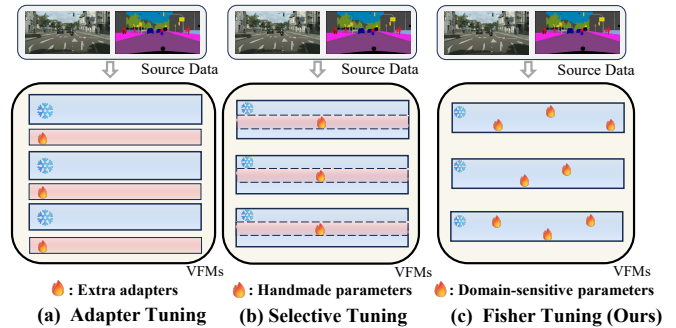 Source Data
Source Data
Source Data
VFMs
VFMs
VFMs
: Extra adapters
: Handmade parameters
: Domain-sensitive parameters
(a) Adapter Tuning
(b) Selective Tuning
(c) Fisher Tuning (Ours)